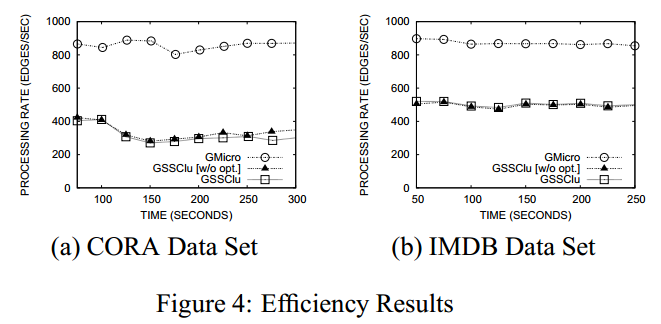 1000
800
600
400
200
0
PROCESSING RATE (EDGES/SEC)
GMicro
GSSClu [w/o opt.]
GSSClu
100 150 200 250 300
TIME (SECONDS)
(a) CORA Data Set
1000
800
600
400
200
0
PROCESSING RATE (EDGES/SEC)
GMicro
GSSClu [w/o opt.]
GSSClu
50 100 150 200 250
TIME (SECONDS)
(b) IMDB Data Set
Figure 4: Efficiency Results